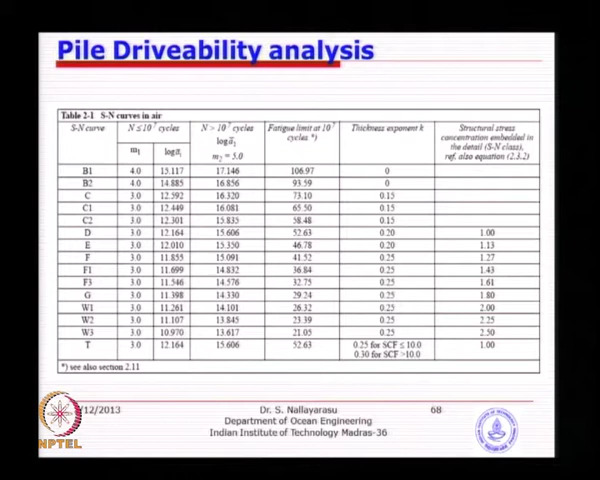 Pile Driveability analysis
Table 2-1 S-N curves in air
S-N curve N ≤ 10⁷ cycles N > 10⁷ cycles Fatigue limit at 10⁷ cycles *) Thickness exponent k Structural stress concentration embedded in the detail (S-N class), ref. also equation (2.3.2)
m₁ log a̅₁ log a̅₂ m₂ = 5.0
B1 4.0 15.117 17.146 106.97 0
B2 4.0 14.885 16.856 93.59 0
C 3.0 12.592 16.320 73.10 0.15
C1 3.0 12.449 16.081 65.50 0.15
C2 3.0 12.301 15.835 58.48 0.15
D 3.0 12.164 15.606 52.63 0.20 1.00
E 3.0 12.010 15.350 46.78 0.20 1.13
F 3.0 11.855 15.091 41.52 0.25 1.27
F1 3.0 11.699 14.832 36.84 0.25 1.43
F3 3.0 11.546 14.576 32.75 0.25 1.61
G 3.0 11.398 14.330 29.24 0.25 1.80
W1 3.0 11.261 14.101 26.32 0.25 2.00
W2 3.0 11.107 13.845 23.39 0.25 2.25
W3 3.0 10.970 13.617 21.05 0.25 2.50
T 3.0 12.164 15.606 52.63 0.25 for SCF ≤ 10.0 1.00
0.30 for SCF >10.0
*) see also section 2.11
/12/2013 Dr. S. Nallayarasu 68
Department of Ocean Engineering
Indian Institute of Technology Madras-36
NPTEL